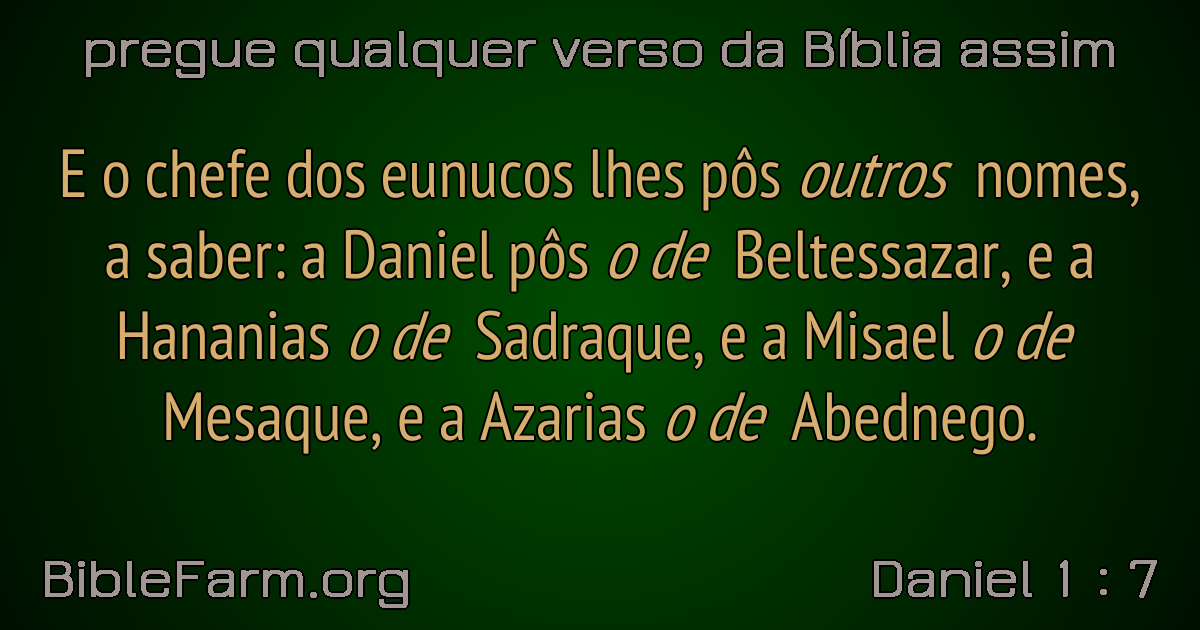 pregue qualquer verso da Bíblia assim
E o chefe dos eunucos lhes pôs outros nomes,
a saber: a Daniel pôs o de Beltessazar, e a
Hananias o de Sadraque, e a Misael o de
Mesaque, e a Azarias o de Abednego.
BibleFarm.org
Daniel 1 : 7